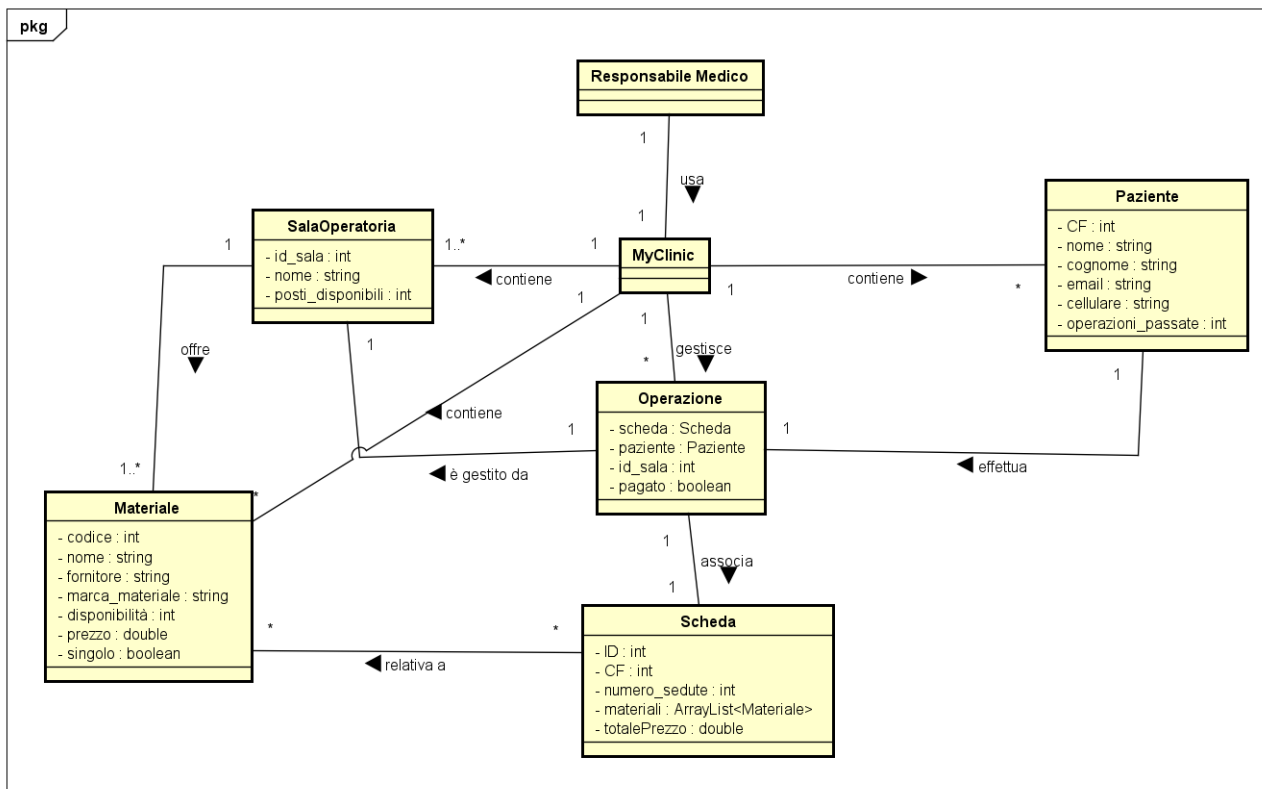 pkg
Responsabile Medico
1
usa
1
SalaOperatoria
- id_sala : int
- nome : string
- posti_disponibili : int
1
1..*
contiene
1
MyClinic
1
contiene
*
Paziente
- CF : int
- nome : string
- cognome : string
- email : string
- cellulare : string
- operazioni_passate : int
1
offre
1..*
1
1
gestisce
*
contiene
*
Operazione
- scheda : Scheda
- paziente : Paziente
- id_sala : int
- pagato : boolean
1
è gestito da
1
1
effettua
1
Materiale
- codice : int
- nome : string
- fornitore : string
- marca_materiale : string
- disponibilità : int
- prezzo : double
- singolo : boolean
1
associa
1
*
relativa a
*
Scheda
- ID : int
- CF : int
- numero_sedute : int
- materiali : ArrayList<Materiale>
- totalePrezzo : double